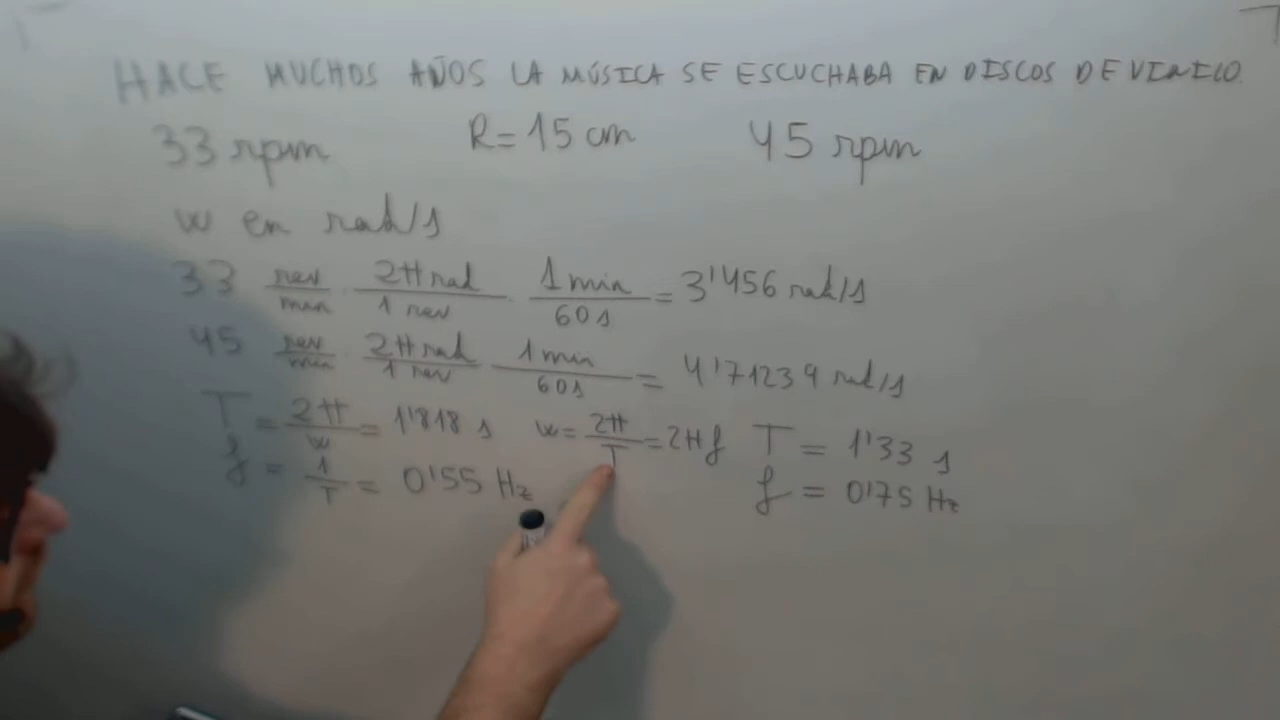 HACE MUCHOS AÑOS LA MÚSICA SE ESCUCHABA EN DISCOS DE VINILO.
33 rpm R=15 cm 45 rpm
w en rad/s
33 rev/min · 2π rad/1 rev · 1 min/60 s = 3'456 rad/s
45 rev/min · 2π rad/1 rev · 1 min/60 s = 4'71239 rad/s
T = 2π/w = 1'818 s w = 2π/T = 2π f T = 1'33 s
f = 1/T = 0'55 Hz f = 0'75 Hz